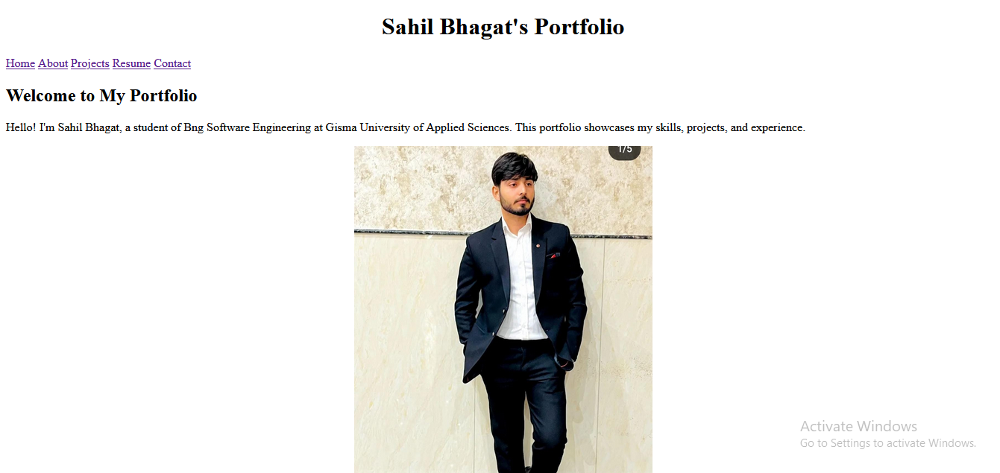 Sahil Bhagat's Portfolio
Home About Projects Resume Contact
Welcome to My Portfolio
Hello! I'm Sahil Bhagat, a student of Bng Software Engineering at Gisma University of Applied Sciences. This portfolio showcases my skills, projects, and experience.
1/5
Activate Windows
Go to Settings to activate Windows.